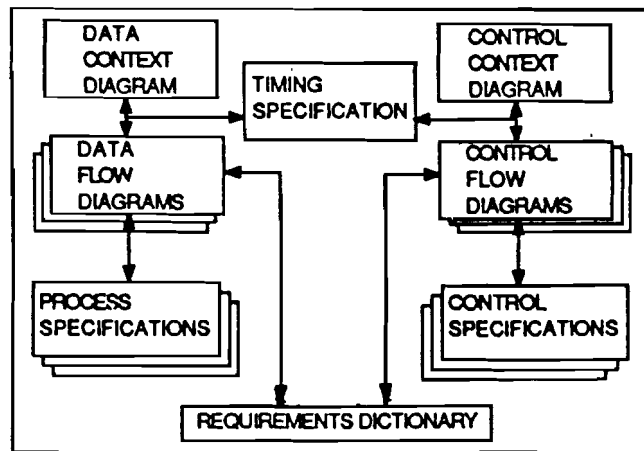 DATA
CONTEXT
DIAGRAM
TIMING
SPECIFICATION
CONTROL
CONTEXT
DIAGRAM
DATA
FLOW
DIAGRAMS
CONTROL
FLOW
DIAGRAMS
PROCESS
SPECIFICATIONS
CONTROL
SPECIFICATIONS
REQUIREMENTS DICTIONARY